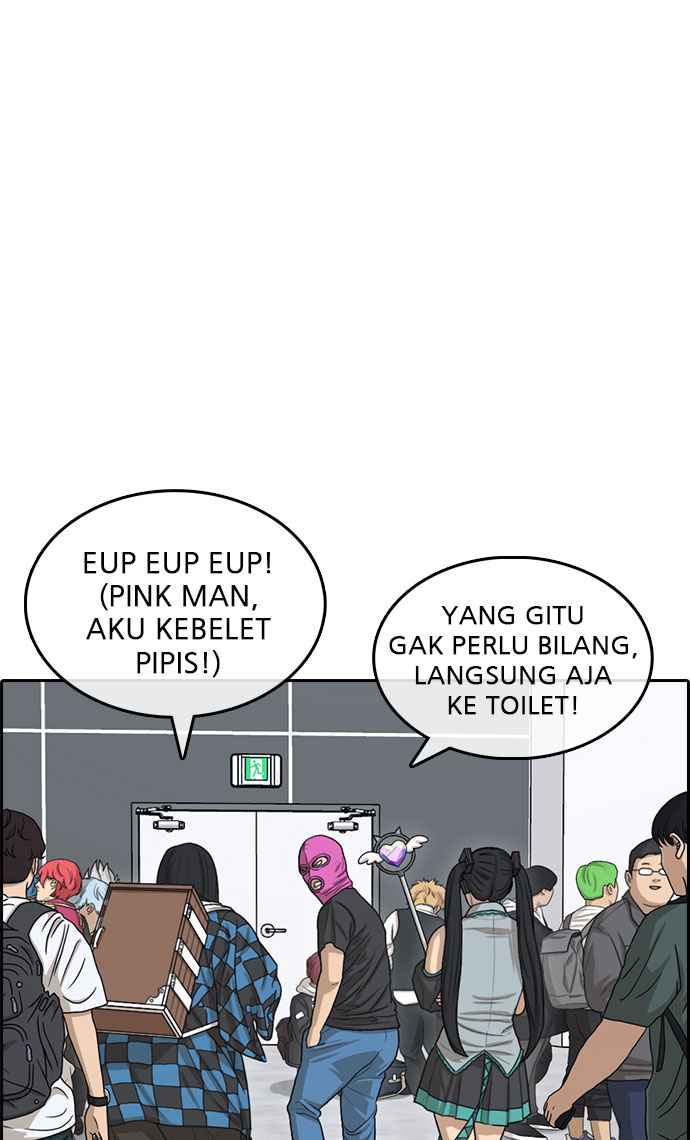 EUP EUP EUP!
(PINK MAN,
AKU KEBELET
PIPIS!)
YANG GITU
GAK PERLU BILANG,
LANGSUNG AJA
KE TOILET!